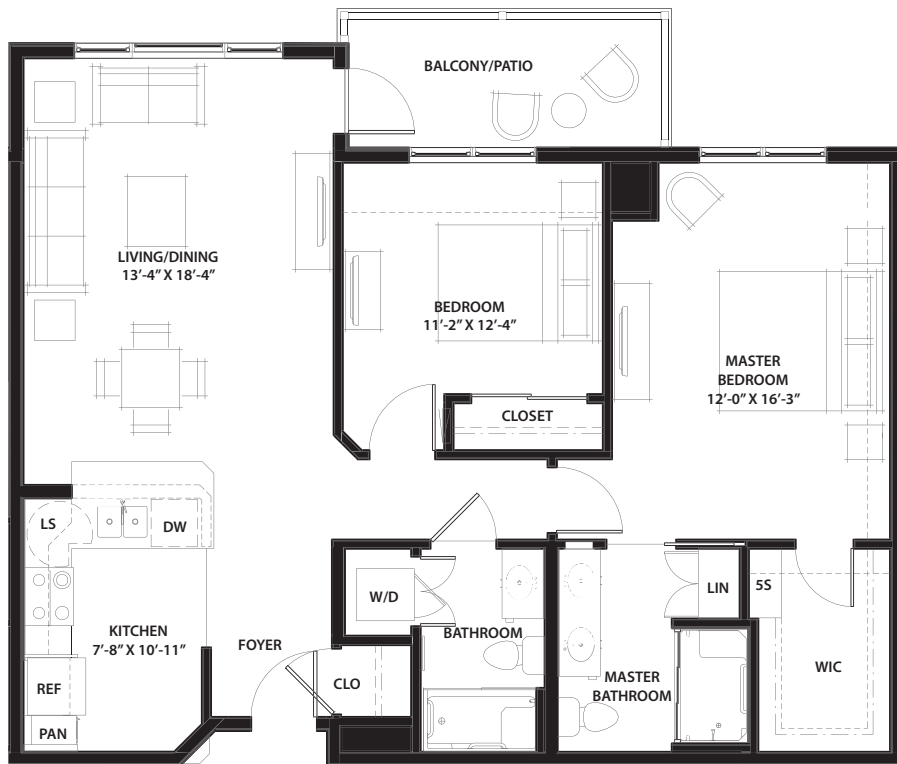 BALCONY/PATIO
LIVING/DINING
13’-4” X 18’-4”
BEDROOM
11’-2” X 12’-4”
MASTER
BEDROOM
12’-0” X 16’-3”
CLOSET
LS
DW
W/D
LIN
5S
BATHROOM
KITCHEN
7’-8” X 10’-11”
FOYER
WIC
CLO
MASTER
BATHROOM
REF
PAN